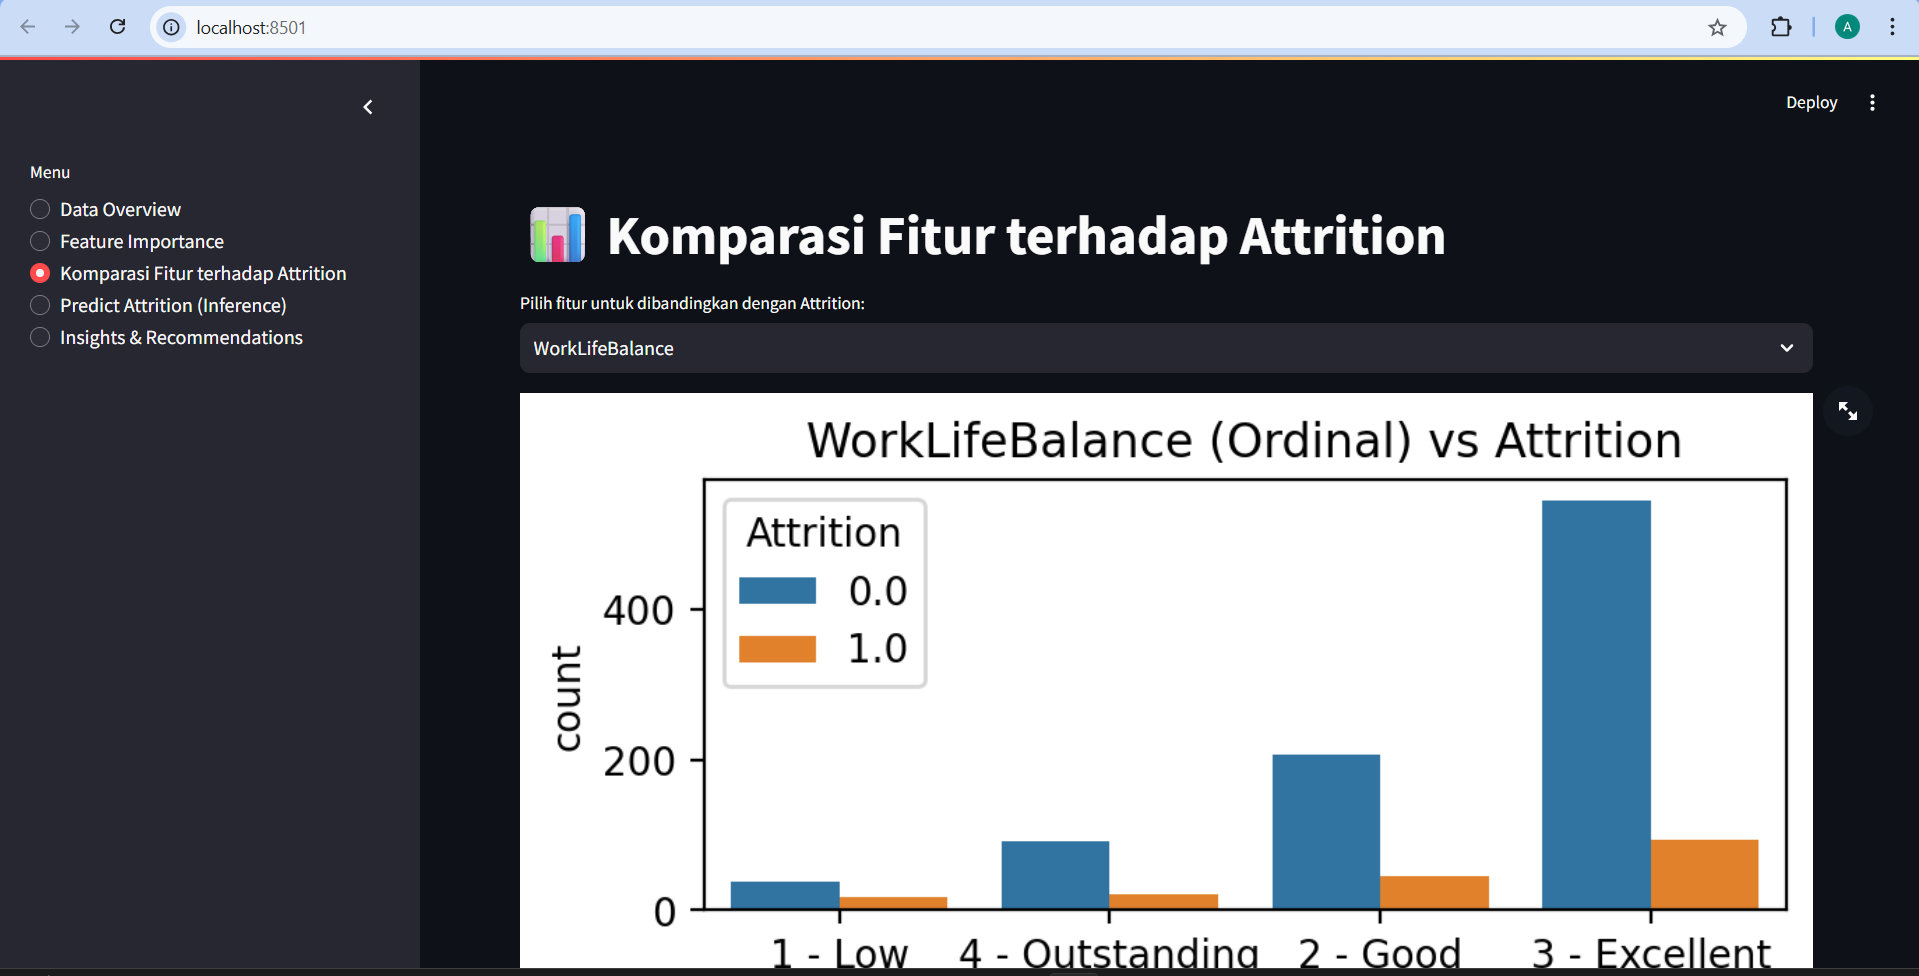 localhost:8501
A
Deploy
Menu
Data Overview
Feature Importance
Komparasi Fitur terhadap Attrition
Predict Attrition (Inference)
Insights & Recommendations
Komparasi Fitur terhadap Attrition
Pilih fitur untuk dibandingkan dengan Attrition:
WorkLifeBalance
WorkLifeBalance (Ordinal) vs Attrition
Attrition
0.0
1.0
count
400
200
0
1 - Low 4 - Outstanding 2 - Good 3 - Excellent